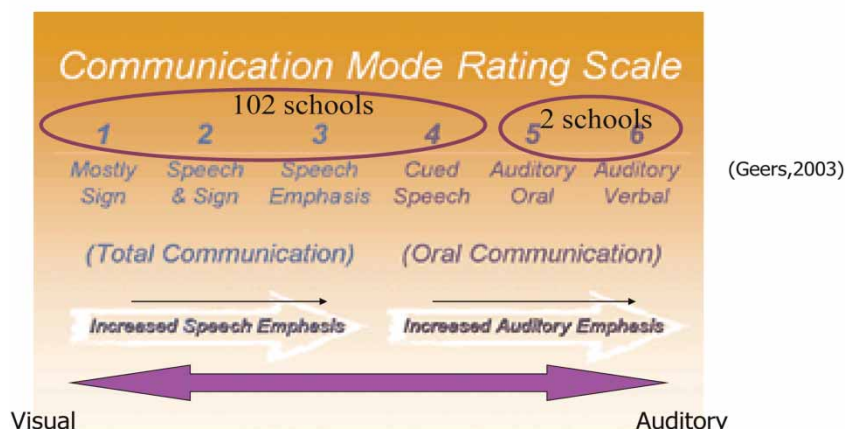 Communication Mode Rating Scale
102 schools
2 schools
1 2 3 4 5 6
Mostly Sign
Speech & Sign
Speech Emphasis
Cued Speech
Auditory Oral
Auditory Verbal
(Geers,2003)
(Total Communication) (Oral Communication)
Increased Speech Emphasis Increased Auditory Emphasis
Visual Auditory